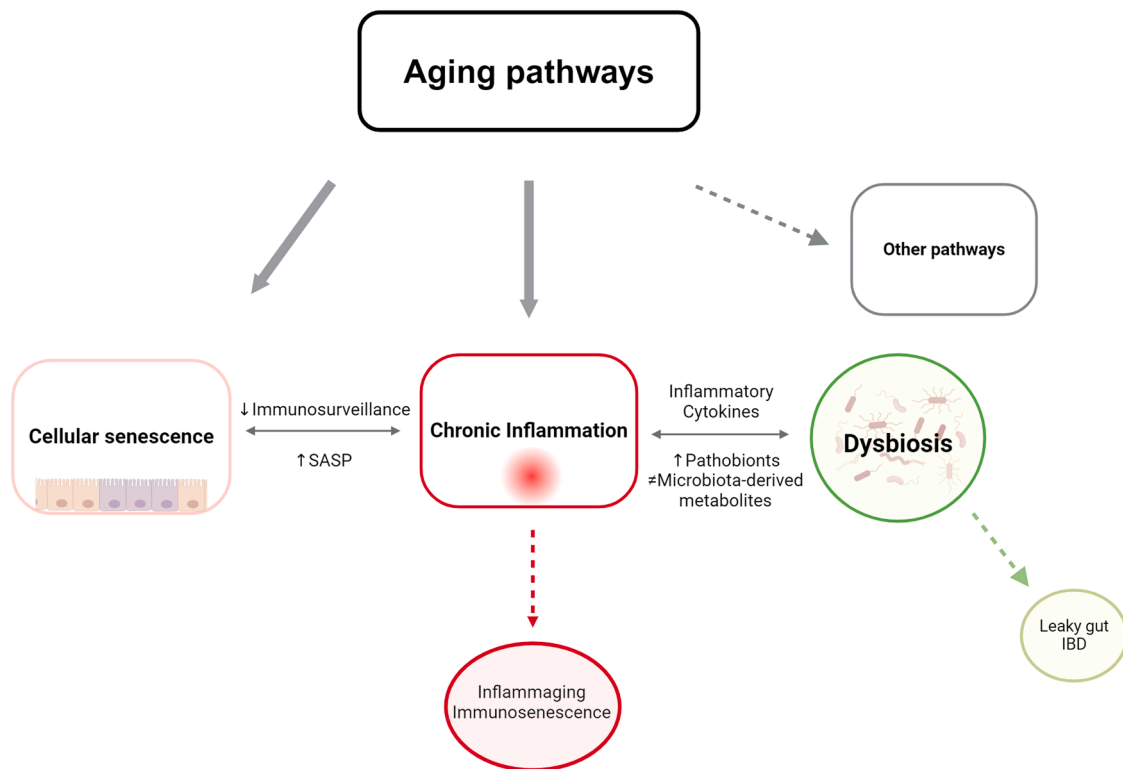 Aging pathways
Other pathways
Cellular senescence
↓Immunosurveillance
↑SASP
Chronic Inflammation
Inflammatory
Cytokines
↑Pathobionts
≠Microbiota-derived
metabolites
Dysbiosis
Leaky gut
IBD
Inflammaging
Immunosenescence